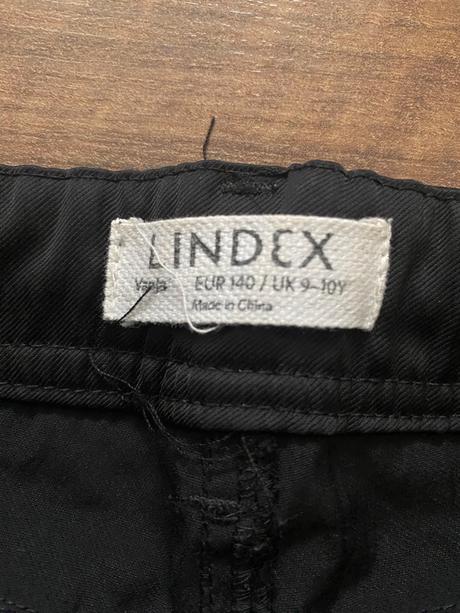 LINDEX
Vanja EUR 140 / UK 9-10Y
Made in China